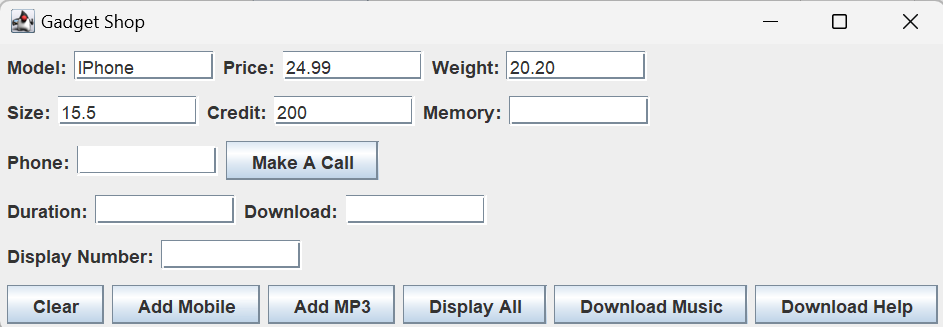 Gadget Shop
Model: IPhone Price: 24.99 Weight: 20.20
Size: 15.5 Credit: 200 Memory:
Phone: Make A Call
Duration: Download:
Display Number:
Clear Add Mobile Add MP3 Display All Download Music Download Help